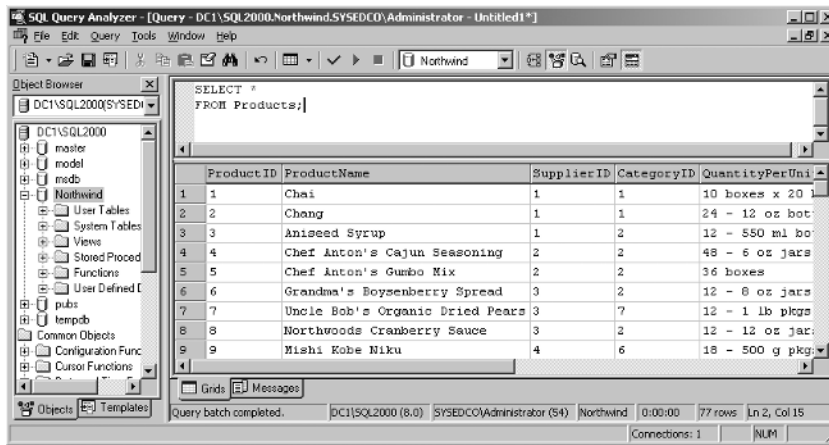 SQL Query Analyzer - [Query - DC1\SQL2000.Northwind.SYSEDCO\Administrator - Untitled1*]
File Edit Query Tools Window Help
Northwind
Object Browser
DC1\SQL2000(SYSED
DC1\SQL2000
master
model
msdb
Northwind
User Tables
System Tables
Views
Stored Proced
Functions
User Defined D
pubs
tempdb
Common Objects
Configuration Func
Cursor Functions
Objects Templates
SELECT *
FROM Products;
ProductID ProductName SupplierID CategoryID QuantityPerUni
1 1 Chai 1 1 10 boxes x 20
2 2 Chang 1 1 24 - 12 oz bot
3 3 Aniseed Syrup 1 2 12 - 550 ml bo
4 4 Chef Anton's Cajun Seasoning 2 2 48 - 6 oz jars
5 5 Chef Anton's Gumbo Mix 2 2 36 boxes
6 6 Grandma's Boysenberry Spread 3 2 12 - 8 oz jars
7 7 Uncle Bob's Organic Dried Pears 3 7 12 - 1 lb pkgs
8 8 Northwoods Cranberry Sauce 3 2 12 - 12 oz jar
9 9 Mishi Kobe Niku 4 6 18 - 500 g pkg
Grids Messages
Query batch completed. DC1\SQL2000 (8.0) SYSEDCO\Administrator (54) Northwind 0:00:00 77 rows Ln 2, Col 15
Connections: 1 NUM